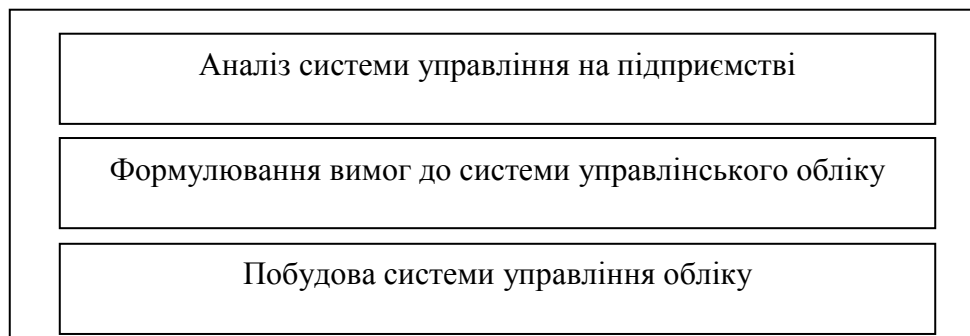 Аналіз системи управління на підприємстві
Формулювання вимог до системи управлінського обліку
Побудова системи управління обліку